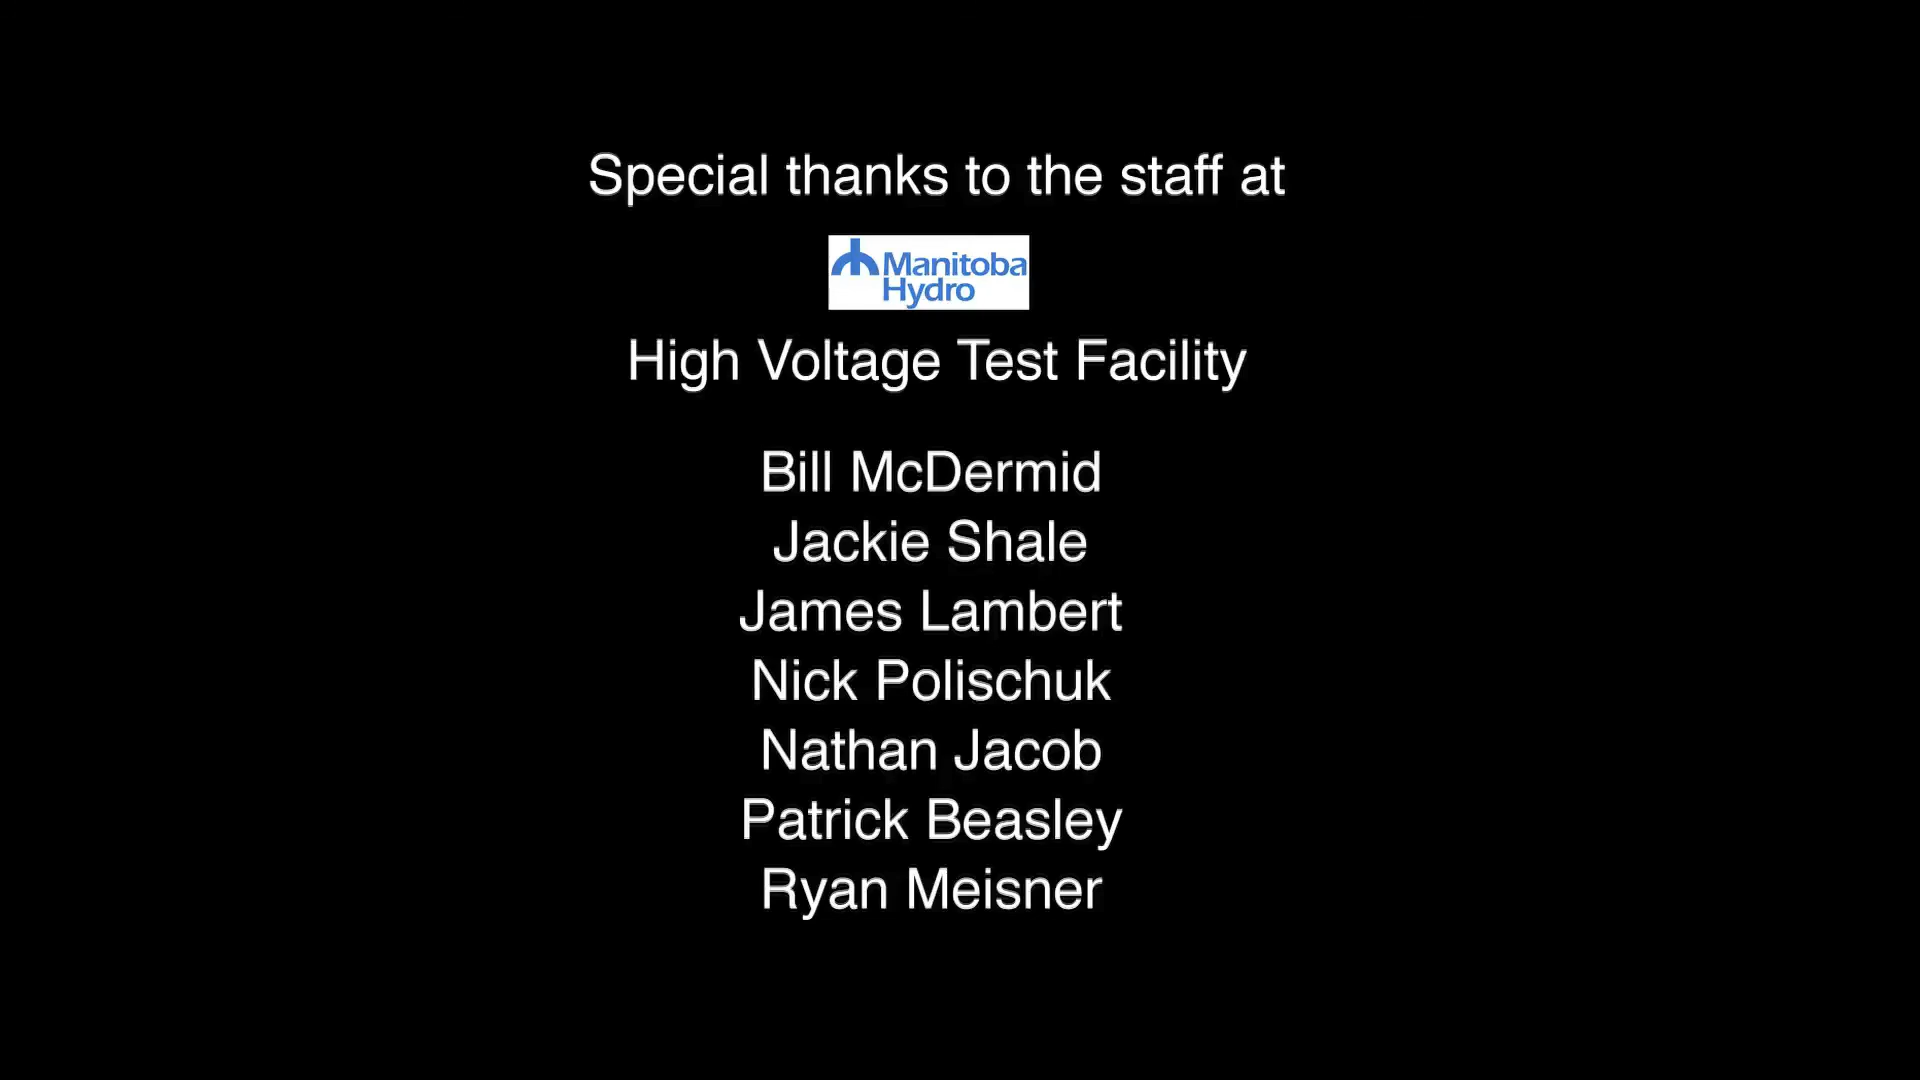 Special thanks to the staff at
Manitoba
Hydro
High Voltage Test Facility
Bill McDermid
Jackie Shale
James Lambert
Nick Polischuk
Nathan Jacob
Patrick Beasley
Ryan Meisner